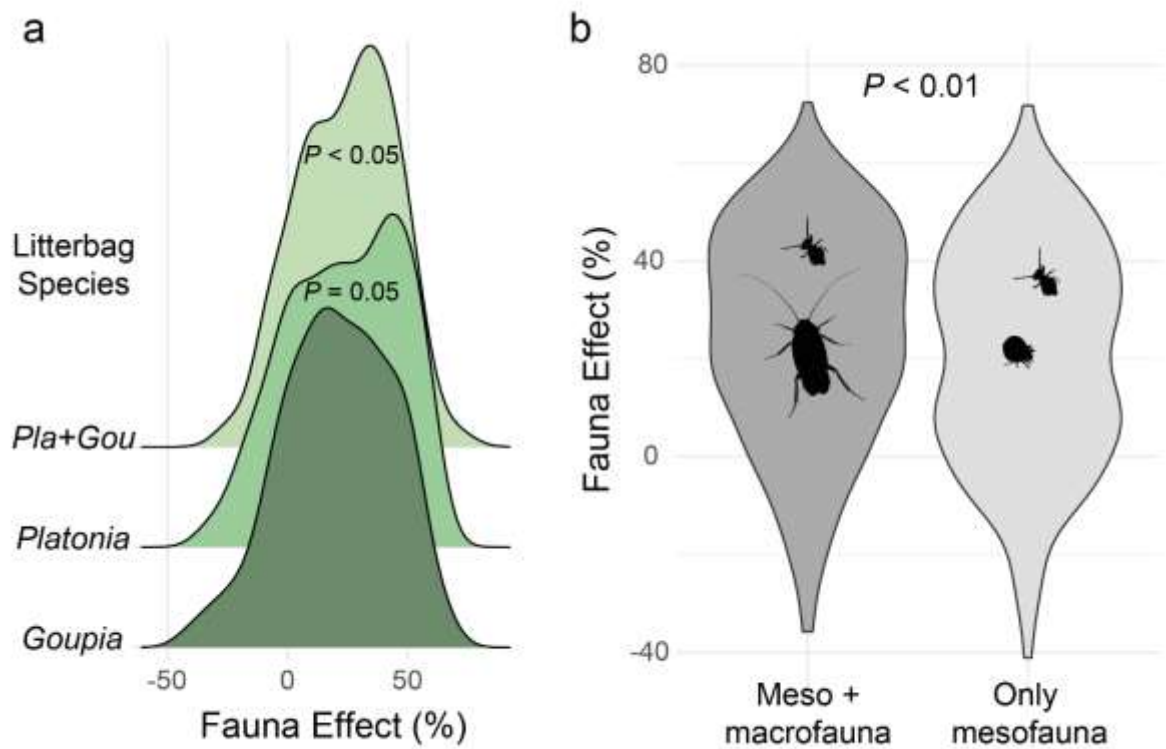 a
P < 0.05
Litterbag
Species
P = 0.05
Pla+Gou
Platonia
Goupia
-50
0
50
Fauna Effect (%)
b
80
P < 0.01
40
0
-40
Fauna Effect (%)
Meso +
macrofauna
Only
mesofauna